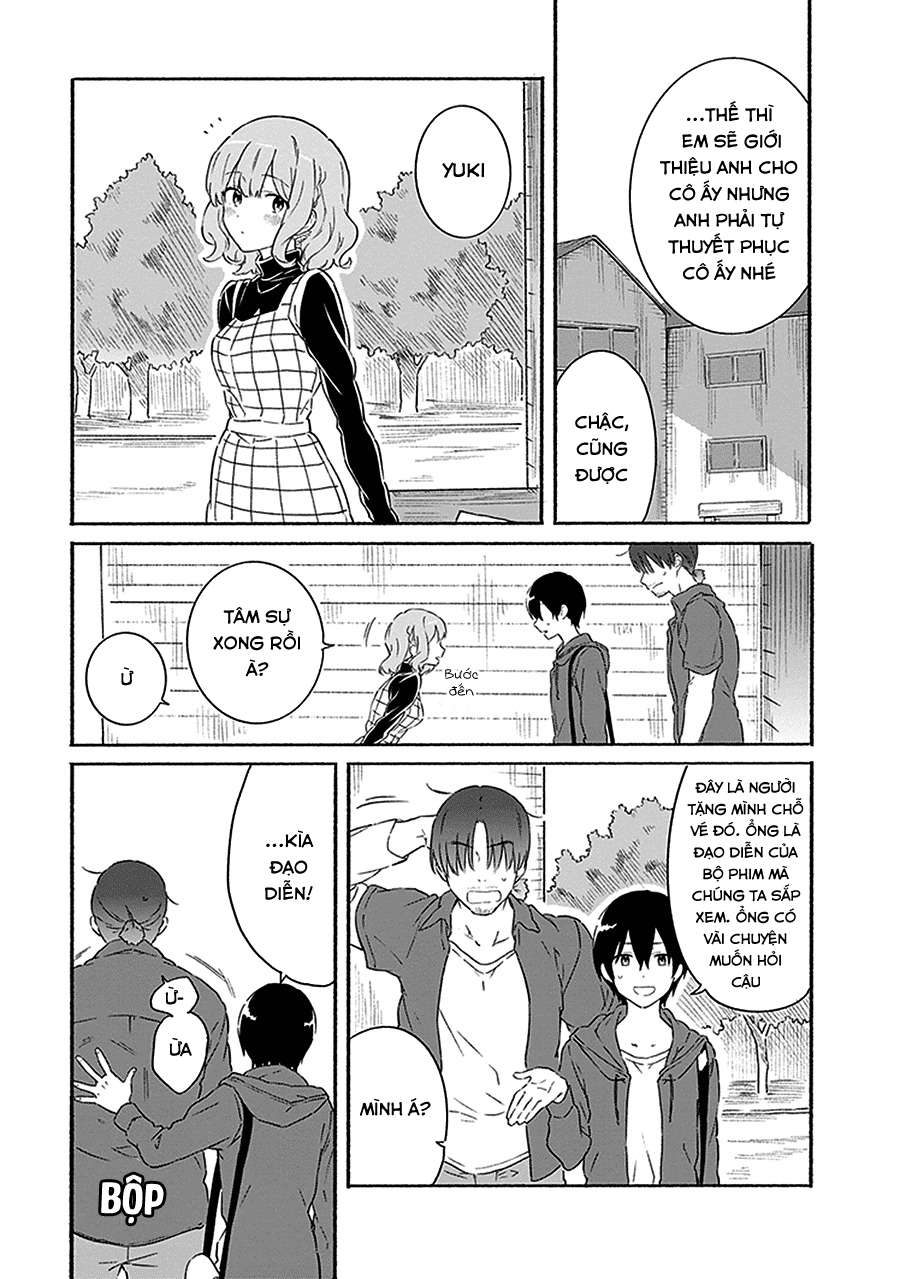 ...THẾ THÌ
EM SẼ GIỚI
THIỆU ANH CHO
CÔ ẤY NHƯNG
ANH PHẢI TỰ
THUYẾT PHỤC
CÔ ẤY NHÉ
CHẬC,
CŨNG
ĐƯỢC
YUKI
Bước
đến
TÂM SỰ
XONG RỒI
À?
Ừ
ĐÂY LÀ NGƯỜI
TẶNG MÌNH CHỖ
VÉ ĐÓ. ỔNG LÀ
ĐẠO DIỄN CỦA
BỘ PHIM MÀ
CHÚNG TA SẮP
XEM. ỔNG CÓ
VÀI CHUYỆN
MUỐN HỎI
CẬU
MÌNH Á?
...KÌA
ĐẠO
DIỄN!
Ừ-
ỪA
BỘP